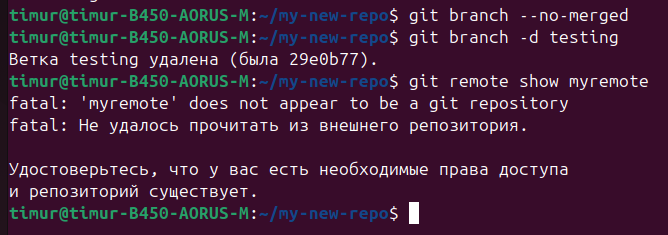 timur@timur-B450-AORUS-M:~/my-new-repo$ git branch --no-merged
timur@timur-B450-AORUS-M:~/my-new-repo$ git branch -d testing
Ветка testing удалена (была 29e0b77).
timur@timur-B450-AORUS-M:~/my-new-repo$ git remote show myremote
fatal: 'myremote' does not appear to be a git repository
fatal: Не удалось прочитать из внешнего репозитория.
Удостоверьтесь, что у вас есть необходимые права доступа
и репозиторий существует.
timur@timur-B450-AORUS-M:~/my-new-repo$